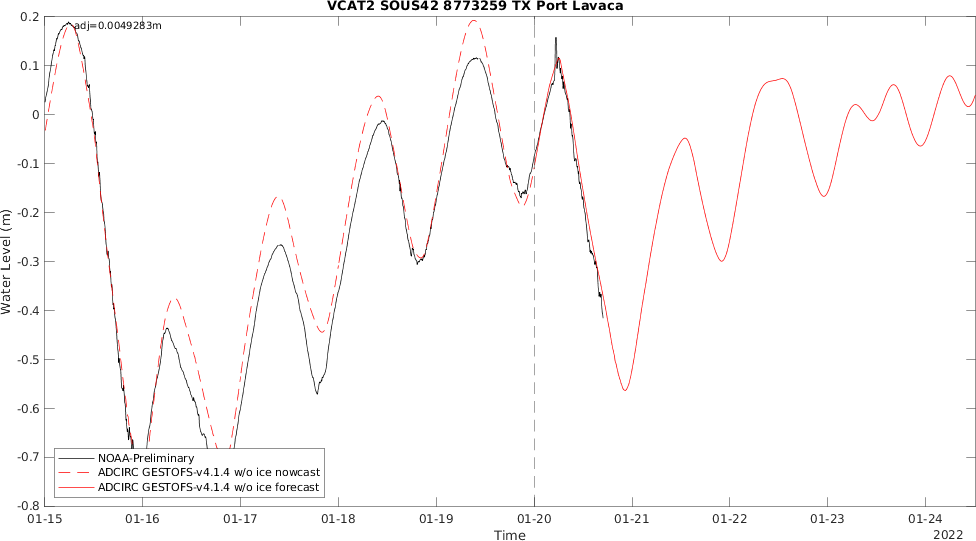 VCAT2 SOUS42 8773259 TX Port Lavaca
adj=0.0049283m
0.2
0.1
0
-0.1
-0.2
-0.3
-0.4
-0.5
-0.6
-0.7
-0.8
Water Level (m)
NOAA-Preliminary
ADCIRC GESTOFS-v4.1.4 w/o ice nowcast
ADCIRC GESTOFS-v4.1.4 w/o ice forecast
01-15 01-16 01-17 01-18 01-19 01-20 01-21 01-22 01-23 01-24
Time
2022